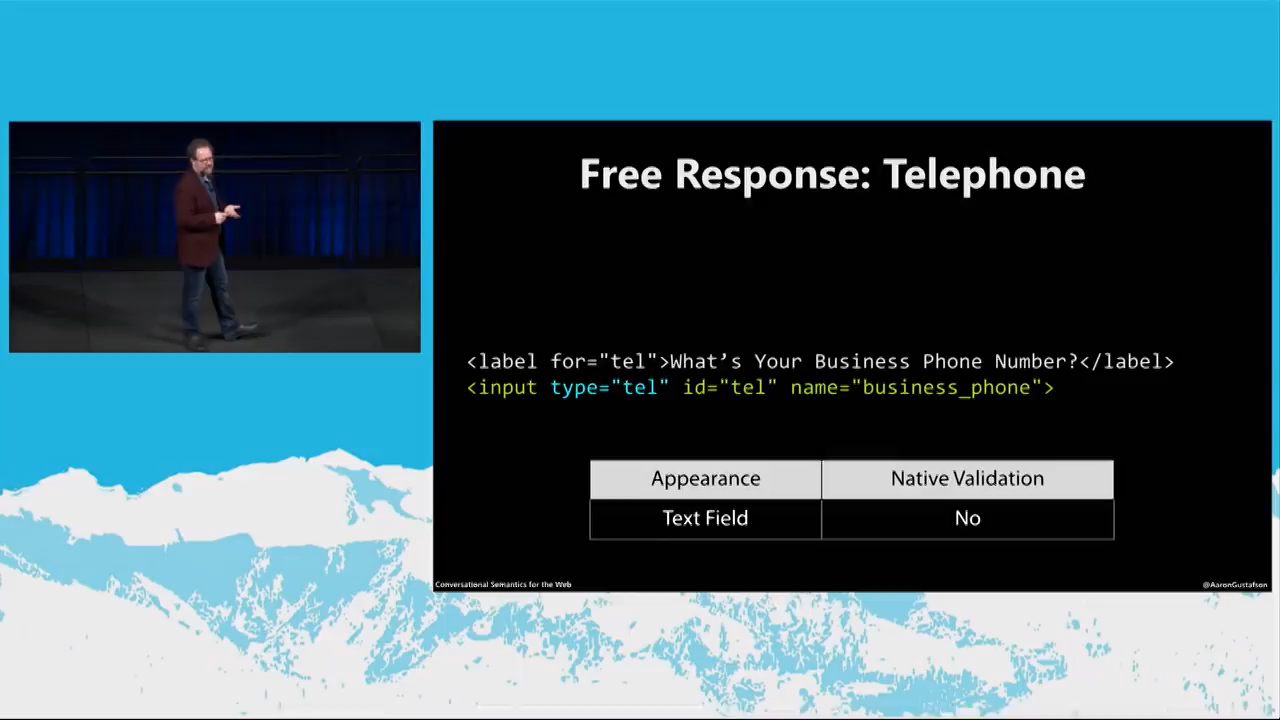 Free Response: Telephone
<label for="tel">What’s Your Business Phone Number?</label>
<input type="tel" id="tel" name="business_phone">
Appearance Native Validation
Text Field No
Conversational Semantics for the Web @AaronGustafson